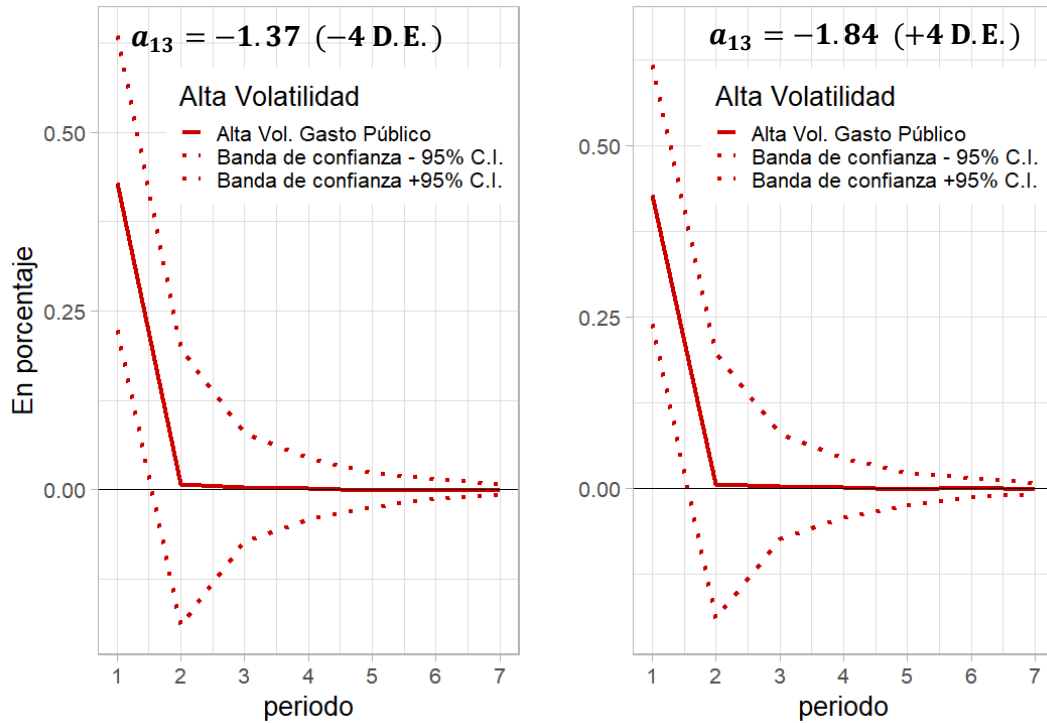 a₁₃ = −1.37 (−4 D.E.)
Alta Volatilidad
Alta Vol. Gasto Público
Banda de confianza - 95% C.I.
Banda de confianza +95% C.I.
En porcentaje
0.50
0.25
0.00
1 2 3 4 5 6 7
periodo
a₁₃ = −1.84 (+4 D.E.)
Alta Volatilidad
Alta Vol. Gasto Público
Banda de confianza - 95% C.I.
Banda de confianza +95% C.I.
0.50
0.25
0.00
1 2 3 4 5 6 7
periodo